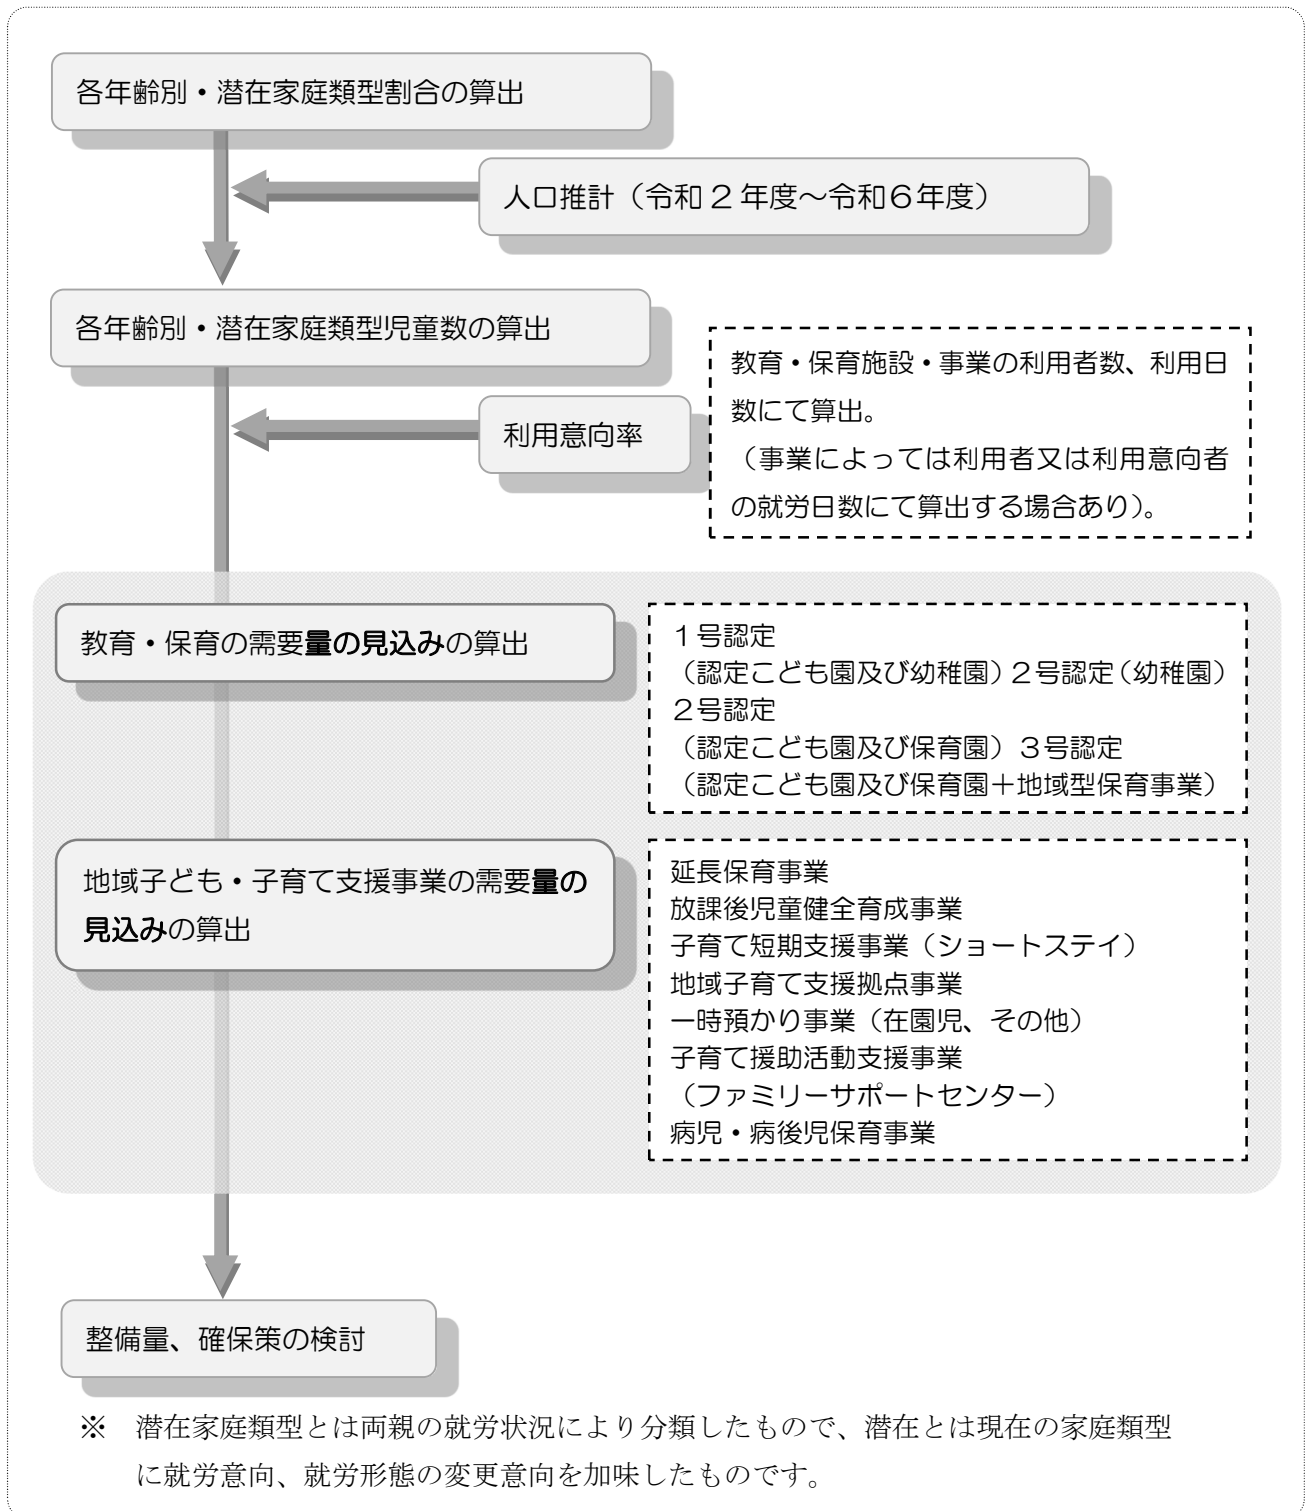 各年齢別・潜在家庭類型割合の算出
人口推計（令和２年度～令和６年度）
各年齢別・潜在家庭類型児童数の算出
利用意向率
教育・保育施設・事業の利用者数、利用日
数にて算出。
（事業によっては利用者又は利用意向者
の就労日数にて算出する場合あり）。
教育・保育の需要量の見込みの算出
１号認定
（認定こども園及び幼稚園）２号認定（幼稚園）
２号認定
（認定こども園及び保育園）３号認定
（認定こども園及び保育園＋地域型保育事業）
地域子ども・子育て支援事業の需要量の
見込みの算出
延長保育事業
放課後児童健全育成事業
子育て短期支援事業（ショートステイ）
地域子育て支援拠点事業
一時預かり事業（在園児、その他）
子育て援助活動支援事業
（ファミリーサポートセンター）
病児・病後児保育事業
整備量、確保策の検討
※　潜在家庭類型とは両親の就労状況により分類したもので、潜在とは現在の家庭類型
に就労意向、就労形態の変更意向を加味したものです。